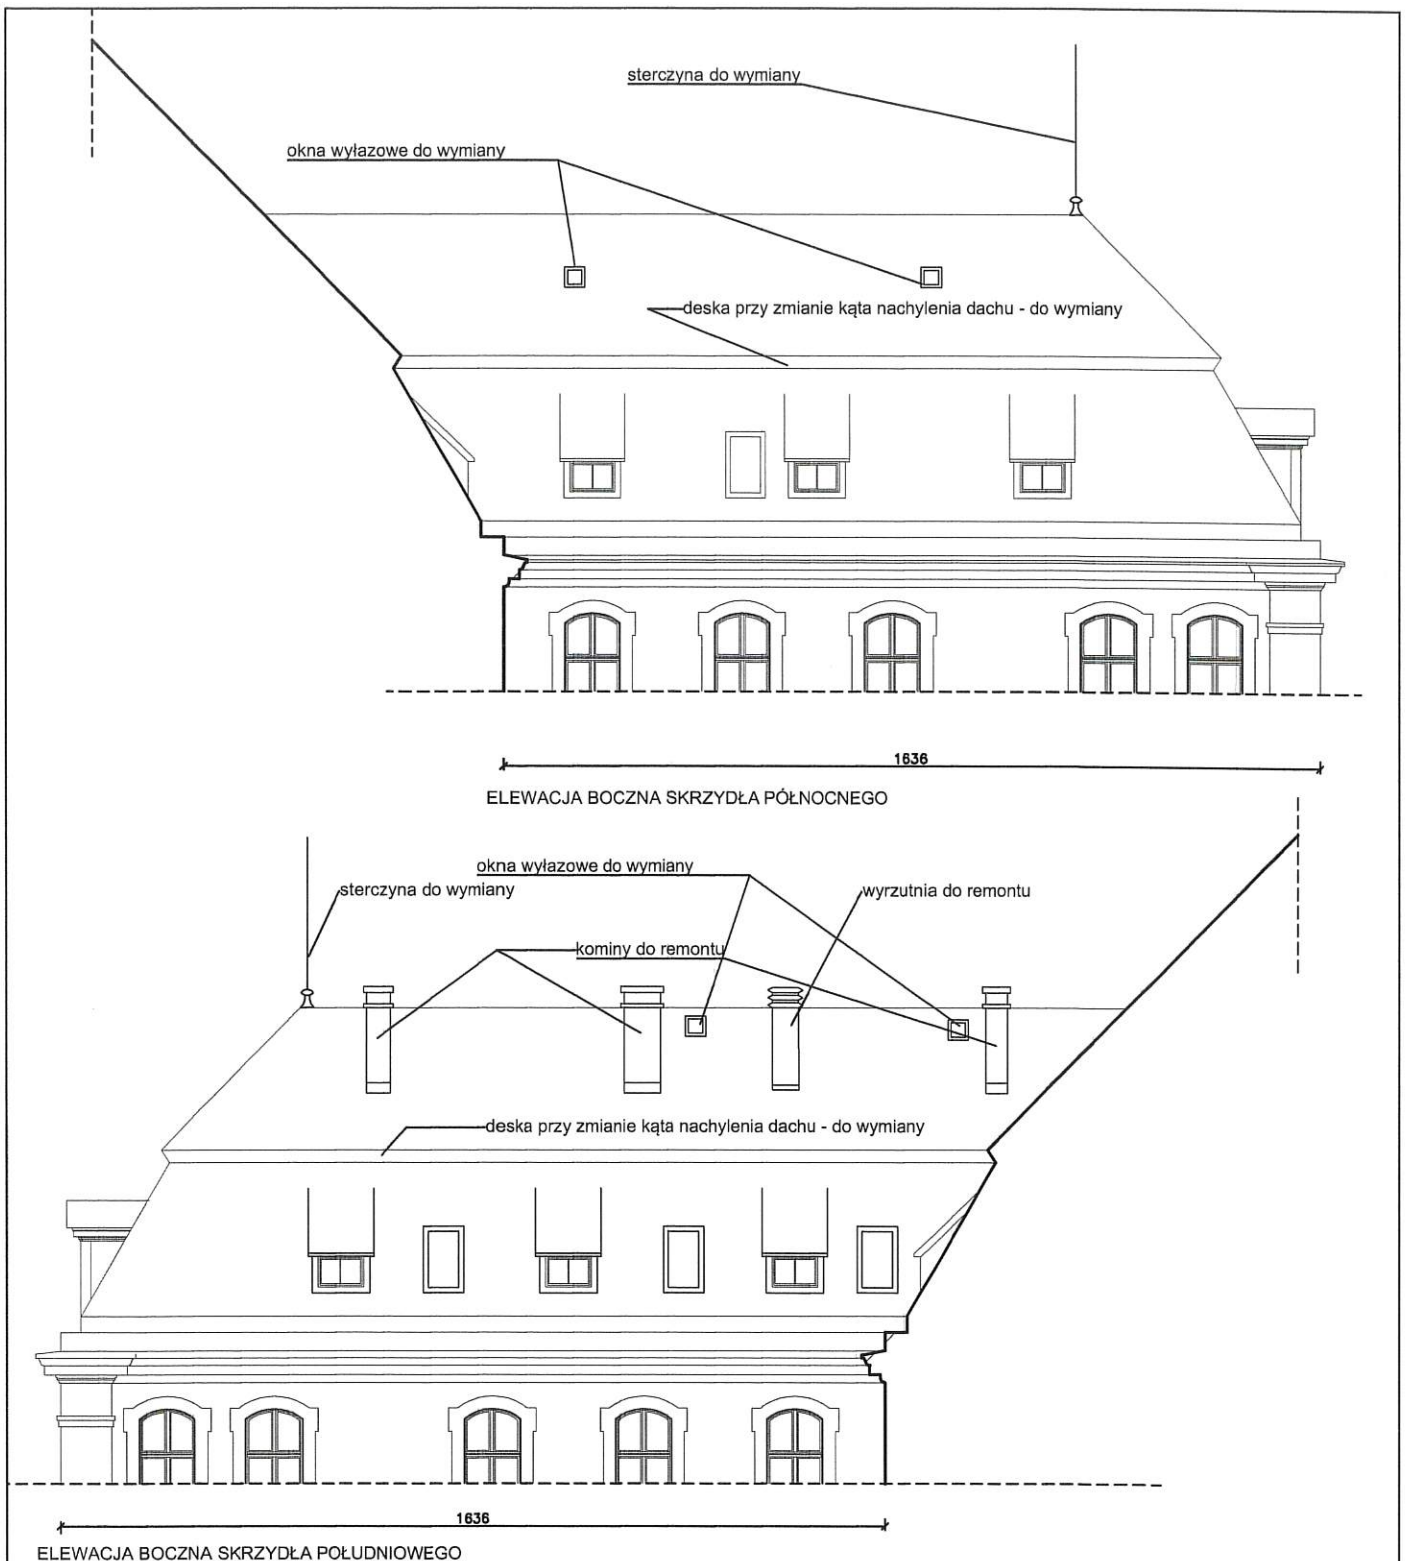 sterczyna do wymiany
okna wyłazowe do wymiany
deska przy zmianie kąta nachylenia dachu - do wymiany
1636
ELEWACJA BOCZNA SKRZYDŁA PÓŁNOCNEGO
okna wyłazowe do wymiany
sterczyna do wymiany
wyrzutnia do remontu
kominy do remontu
deska przy zmianie kąta nachylenia dachu - do wymiany
1636
ELEWACJA BOCZNA SKRZYDŁA POŁUDNIOWEGO